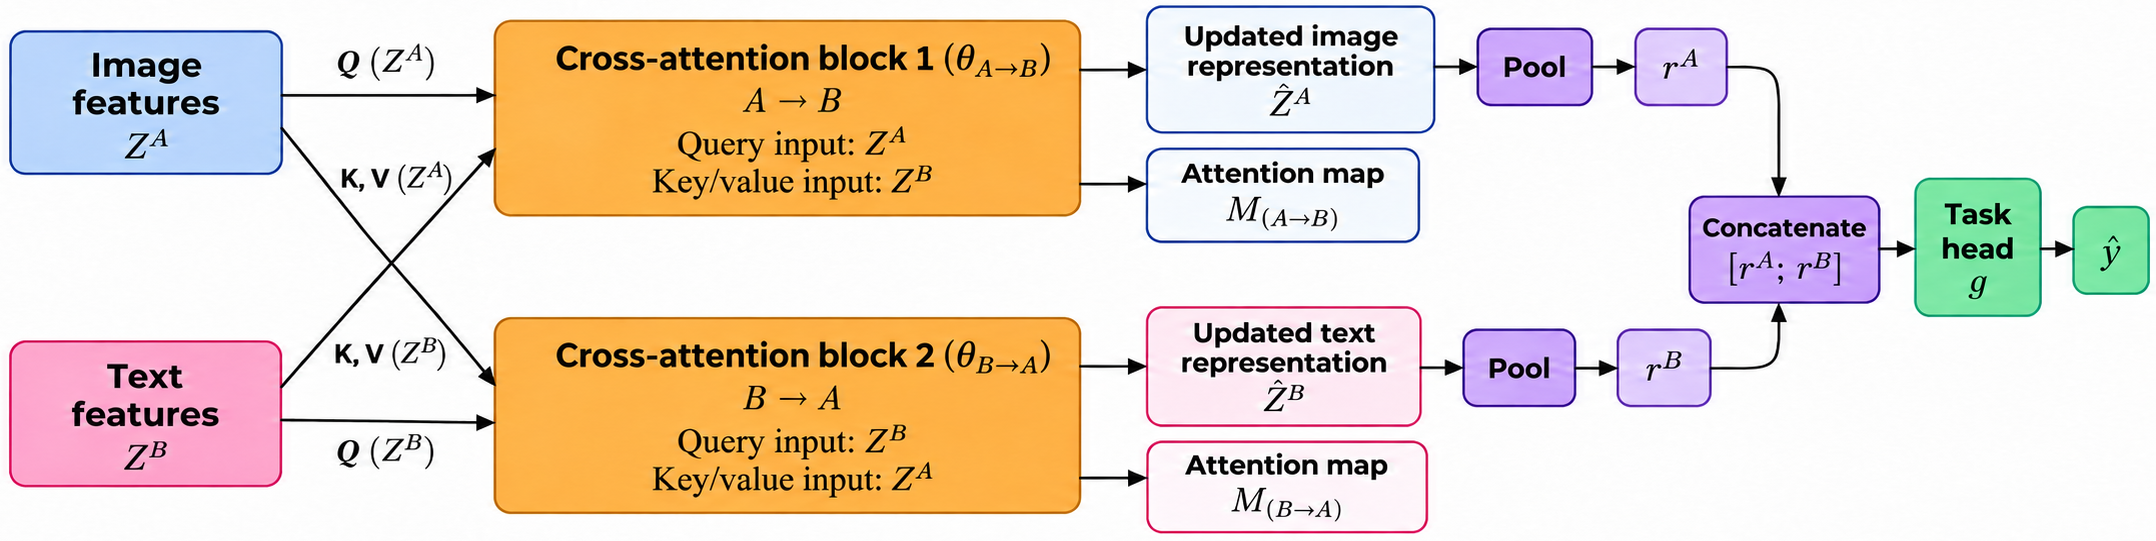 Image
features
Z^A
Text
features
Z^B
Q (Z^A)
K, V (Z^A)
K, V (Z^B)
Q (Z^B)
Cross-attention block 1 (θ_{A→B})
A → B
Query input: Z^A
Key/value input: Z^B
Cross-attention block 2 (θ_{B→A})
B → A
Query input: Z^B
Key/value input: Z^A
Updated image
representation
Ẑ^A
Attention map
M_{(A→B)}
Updated text
representation
Ẑ^B
Attention map
M_{(B→A)}
Pool
r^A
Pool
r^B
Concatenate
[r^A; r^B]
Task
head
g
ŷ